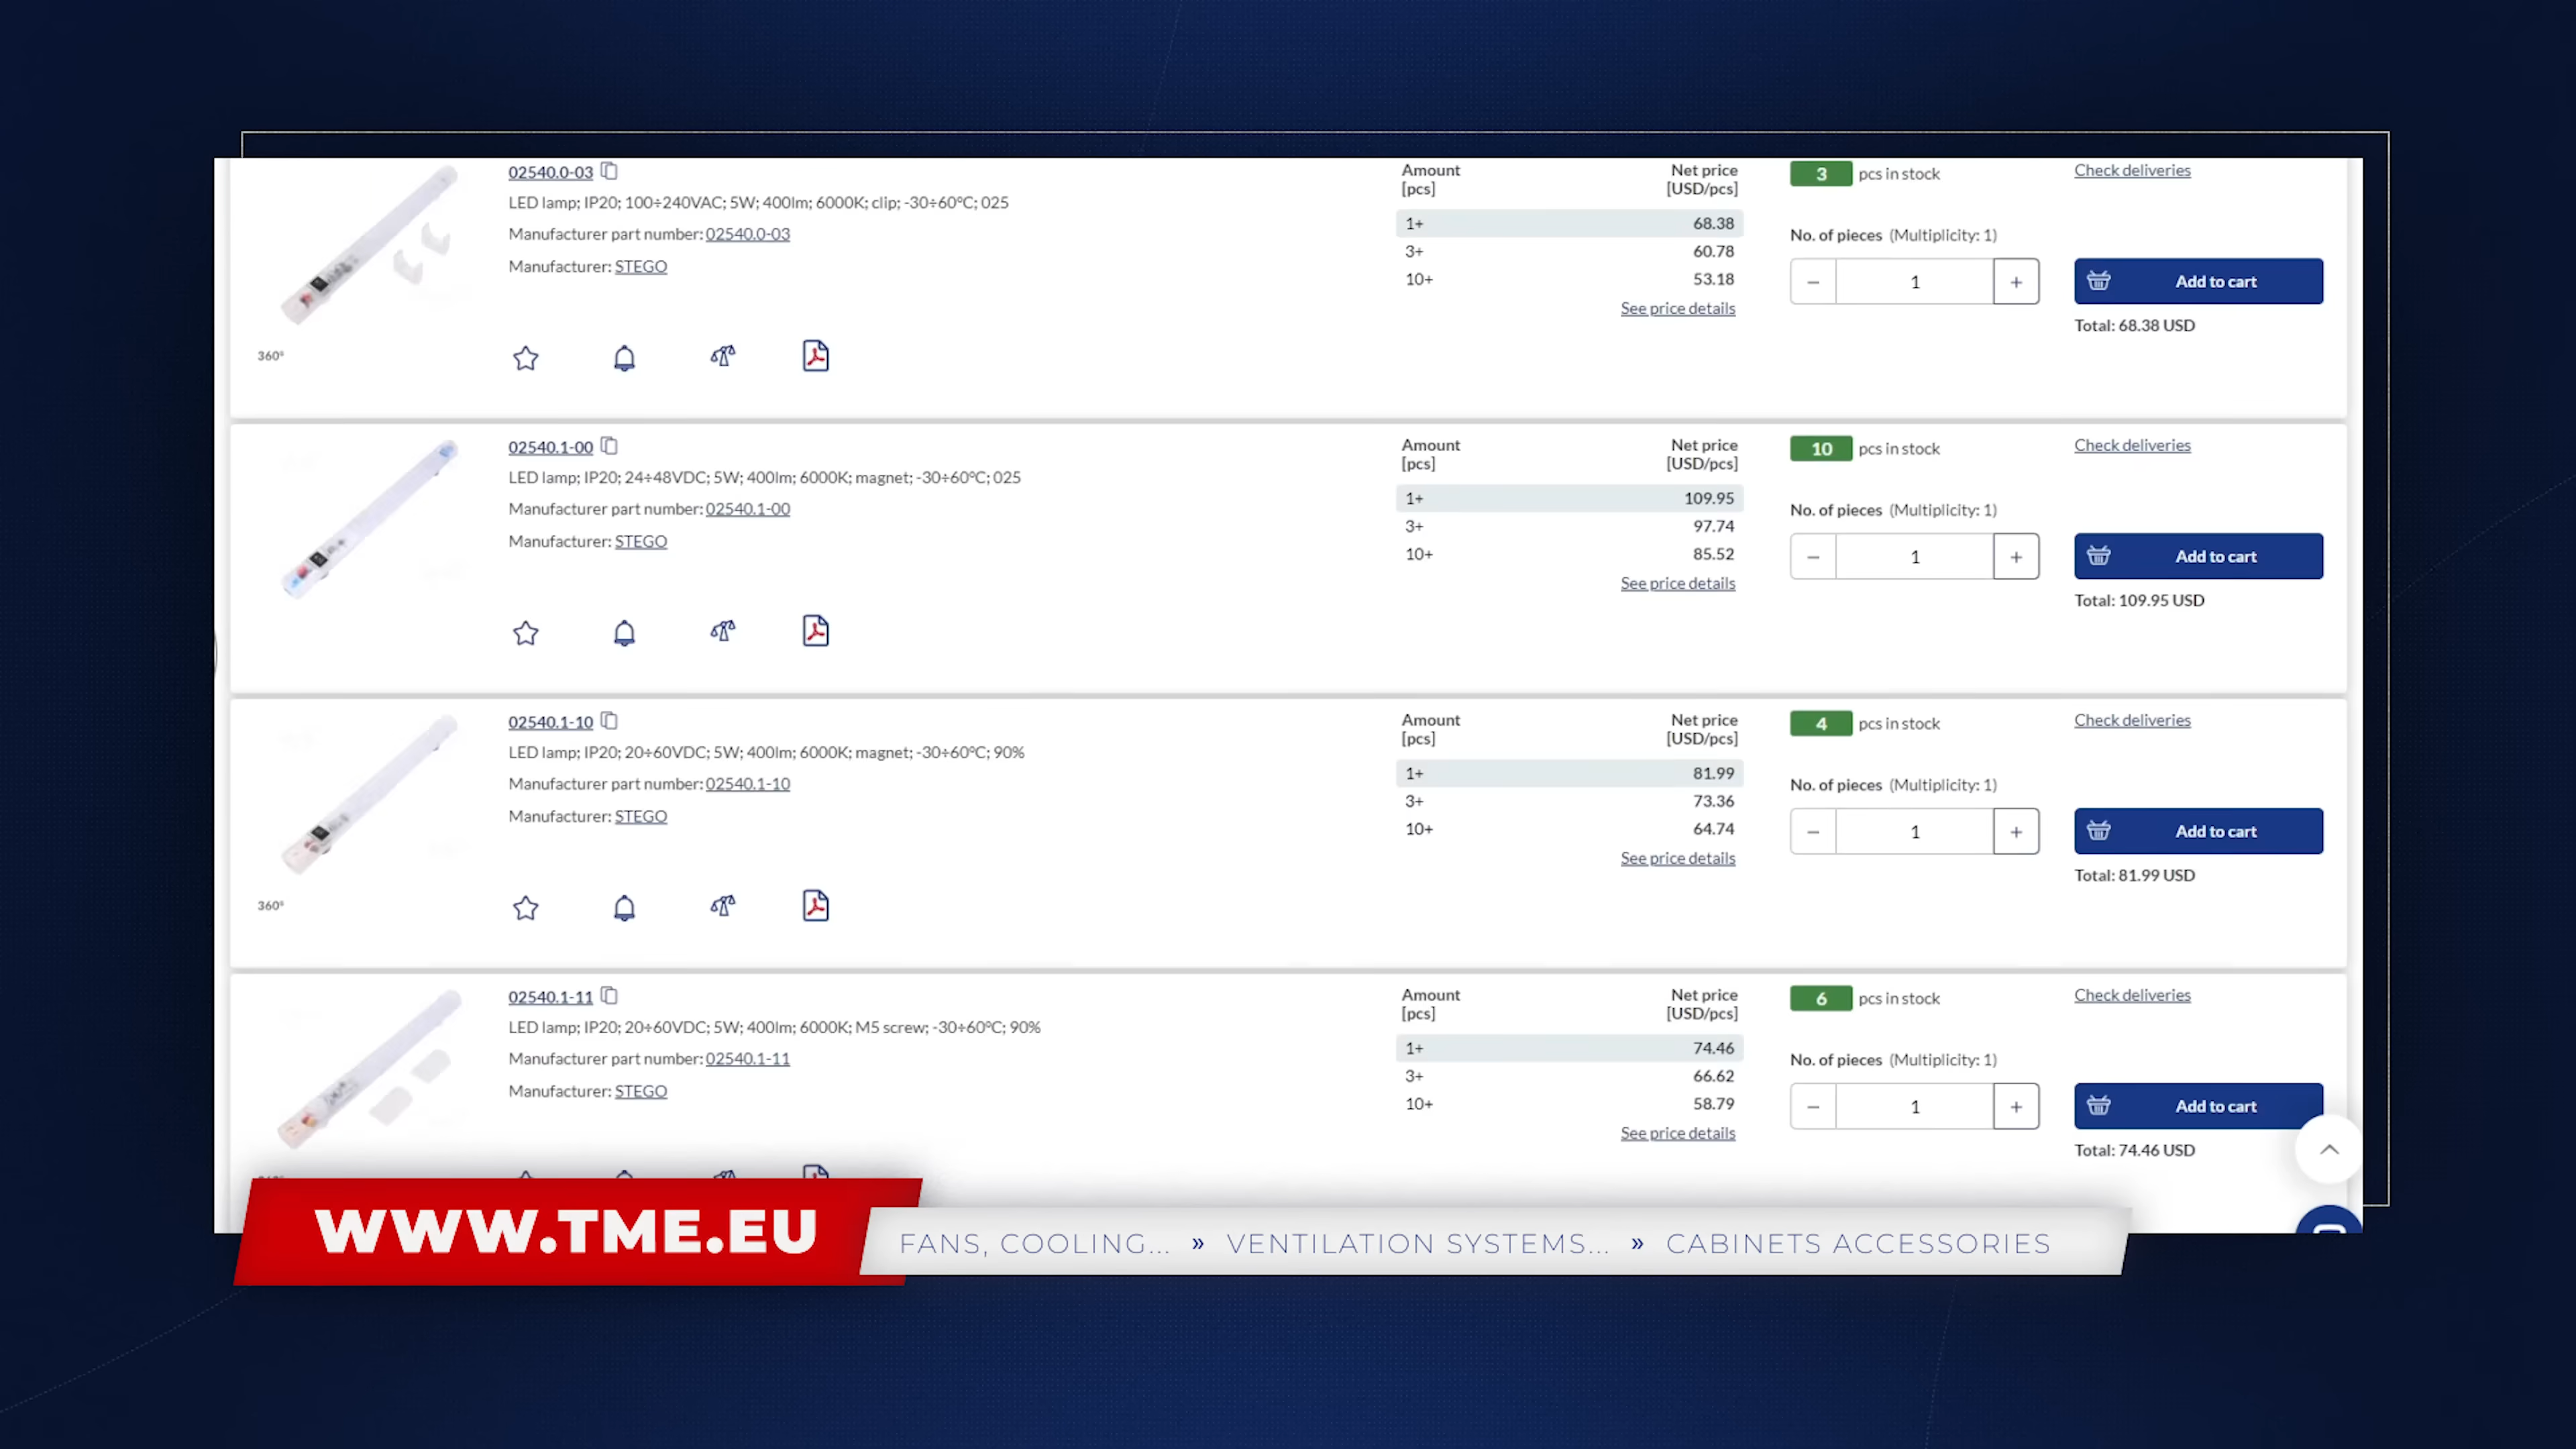 02540.0-03
LED lamp; IP20; 100÷240VAC; 5W; 400lm; 6000K; clip; -30÷60°C; 025
Manufacturer part number: 02540.0-03
Manufacturer: STEGO
360°
Amount [pcs] Net price [USD/pcs]
1+ 68.38
3+ 60.78
10+ 53.18
See price details
3 pcs in stock
No. of pieces (Multiplicity: 1)
− 1 +
Check deliveries
Add to cart
Total: 68.38 USD
02540.1-00
LED lamp; IP20; 24÷48VDC; 5W; 400lm; 6000K; magnet; -30÷60°C; 025
Manufacturer part number: 02540.1-00
Manufacturer: STEGO
Amount [pcs] Net price [USD/pcs]
1+ 109.95
3+ 97.74
10+ 85.52
See price details
10 pcs in stock
No. of pieces (Multiplicity: 1)
− 1 +
Check deliveries
Add to cart
Total: 109.95 USD
02540.1-10
LED lamp; IP20; 20÷60VDC; 5W; 400lm; 6000K; magnet; -30÷60°C; 90%
Manufacturer part number: 02540.1-10
Manufacturer: STEGO
360°
Amount [pcs] Net price [USD/pcs]
1+ 81.99
3+ 73.36
10+ 64.74
See price details
4 pcs in stock
No. of pieces (Multiplicity: 1)
− 1 +
Check deliveries
Add to cart
Total: 81.99 USD
02540.1-11
LED lamp; IP20; 20÷60VDC; 5W; 400lm; 6000K; M5 screw; -30÷60°C; 90%
Manufacturer part number: 02540.1-11
Manufacturer: STEGO
Amount [pcs] Net price [USD/pcs]
1+ 74.46
3+ 66.62
10+ 58.79
See price details
6 pcs in stock
No. of pieces (Multiplicity: 1)
− 1 +
Check deliveries
Add to cart
Total: 74.46 USD
WWW.TME.EU
FANS, COOLING... » VENTILATION SYSTEMS... » CABINETS ACCESSORIES